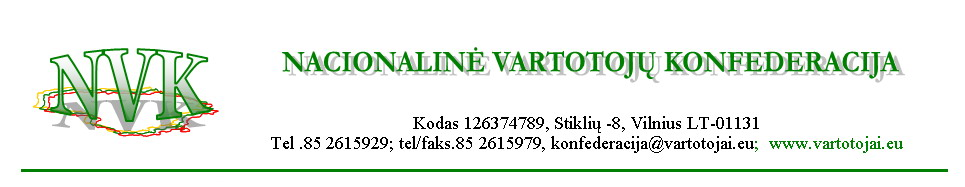 NVK
NACIONALINĖ VARTOTOJŲ KONFEDERACIJA
Kodas 126374789, Stiklių -8, Vilnius LT-01131
Tel .85 2615929; tel/faks.85 2615979, konfederacija@vartotojai.eu; www.vartotojai.eu